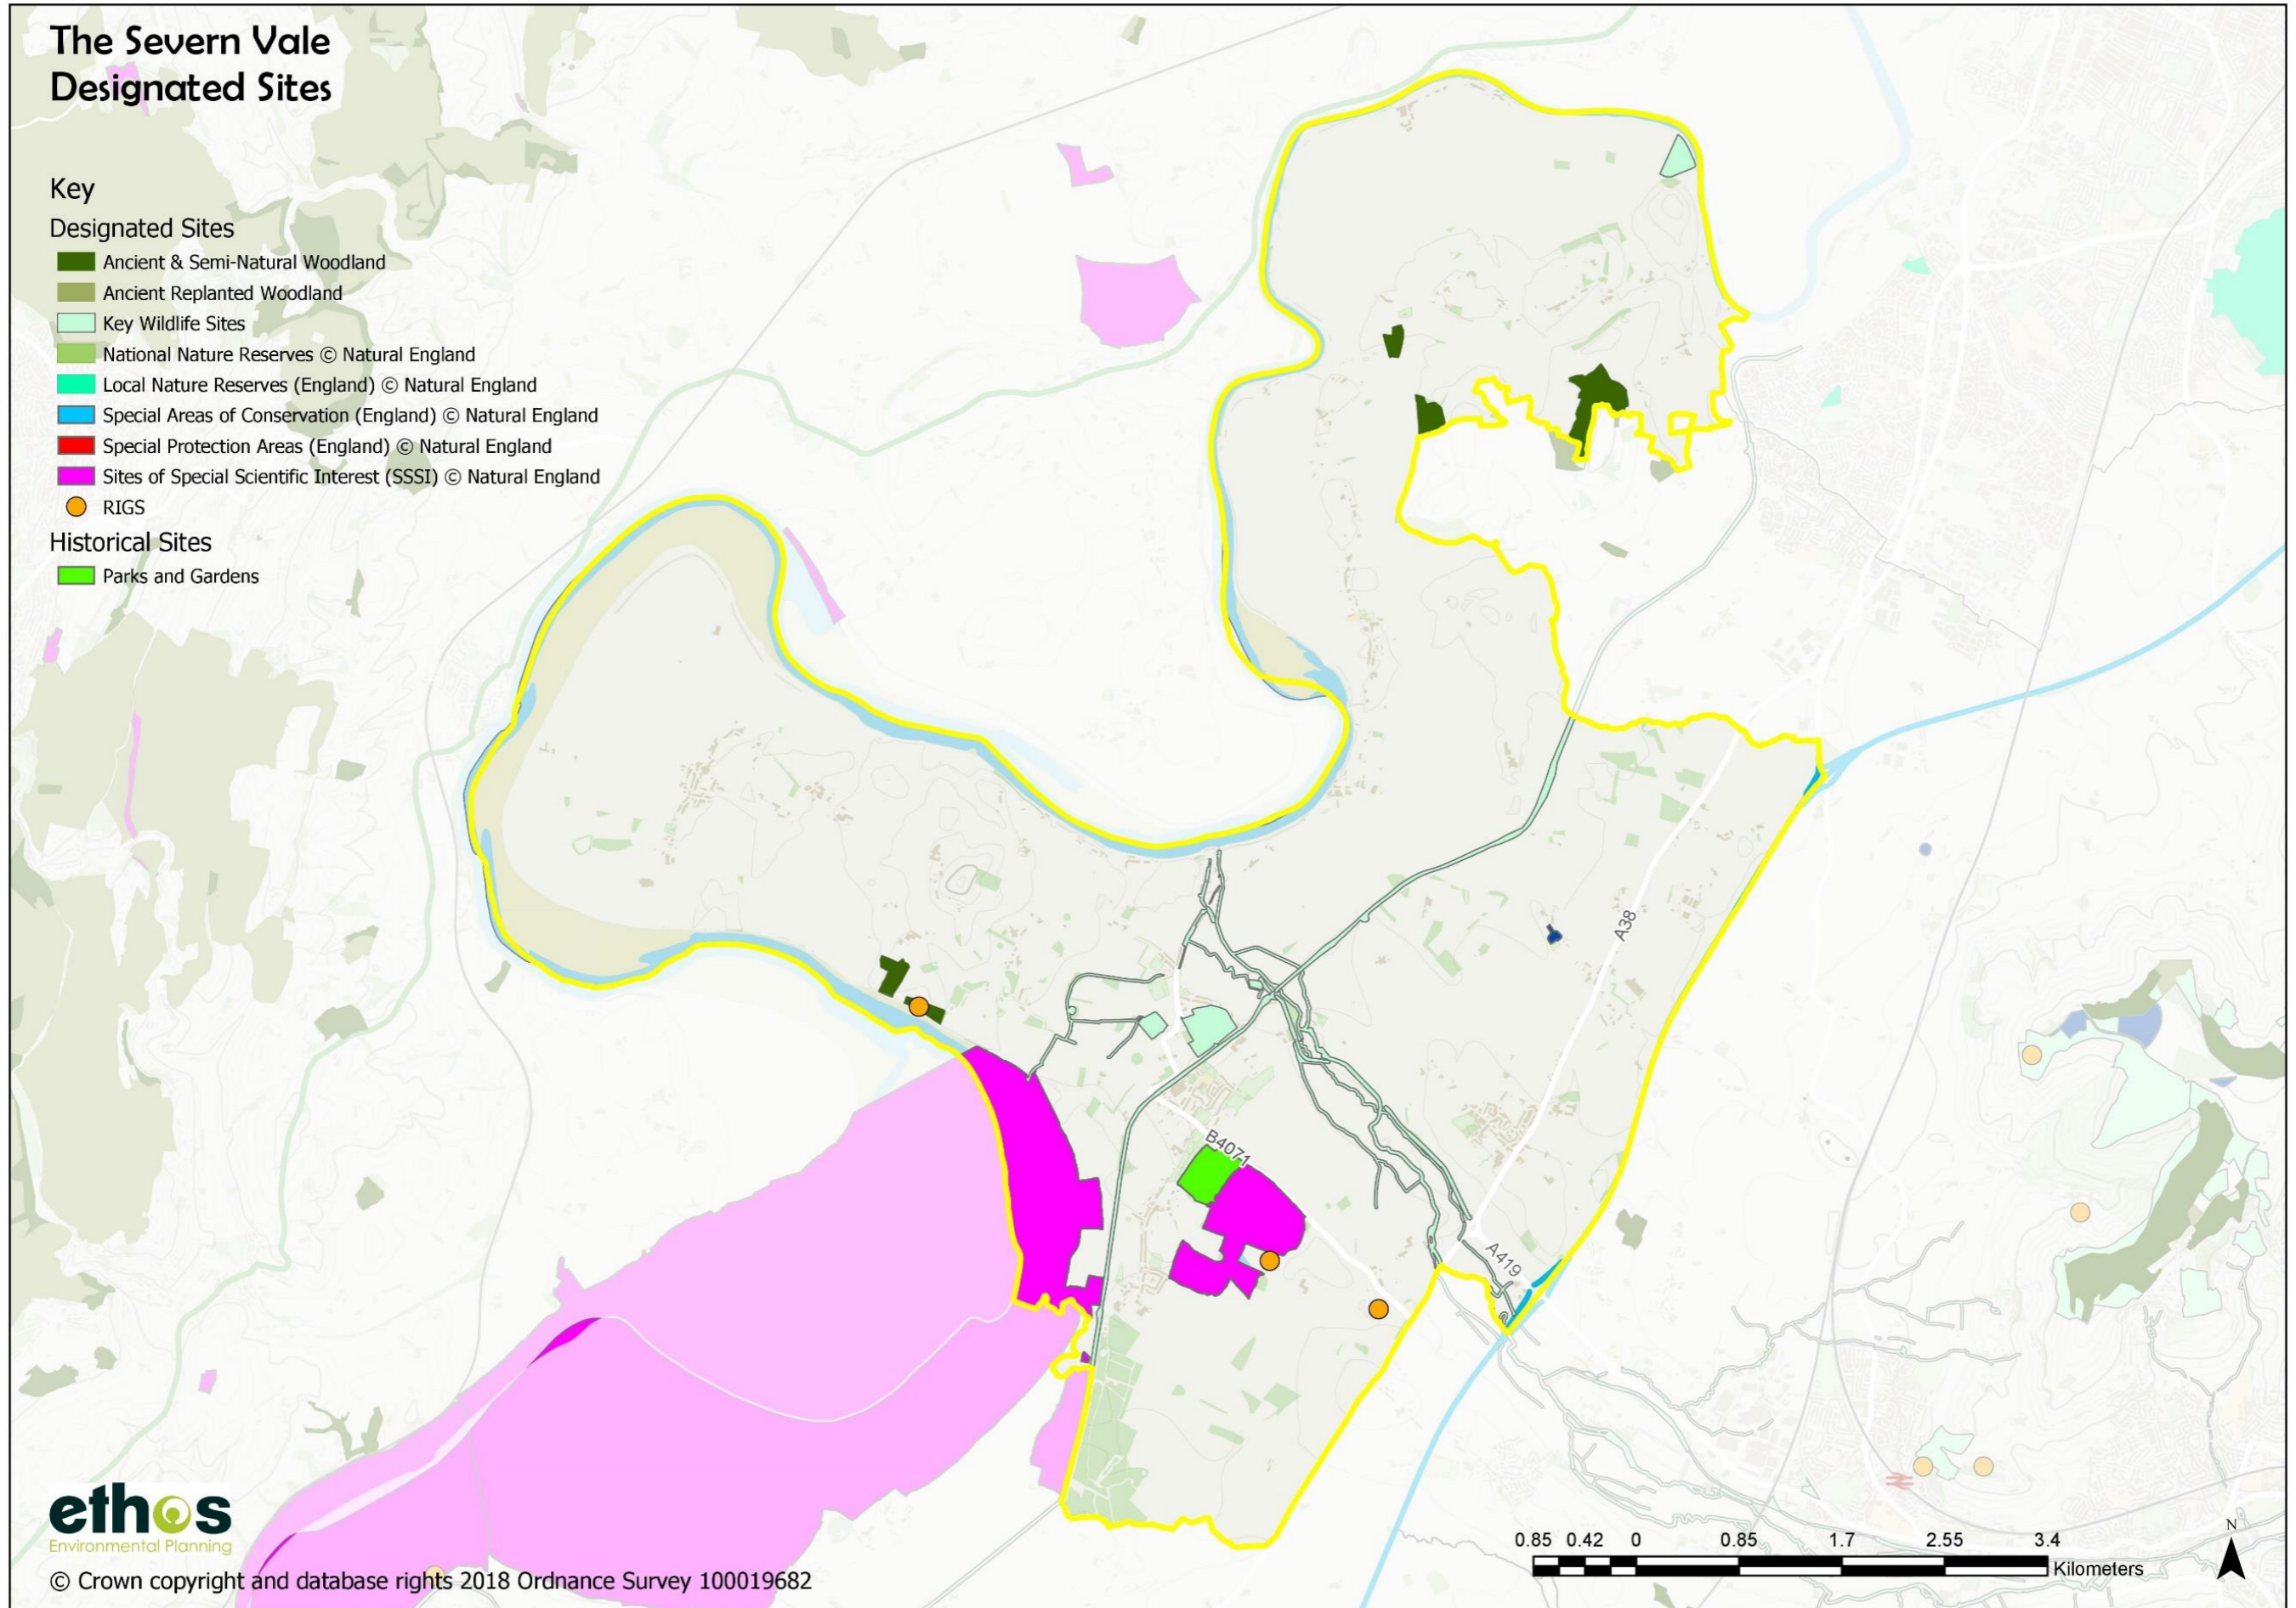 The Severn Vale
Designated Sites
Key
Designated Sites
Ancient & Semi-Natural Woodland
Ancient Replanted Woodland
Key Wildlife Sites
National Nature Reserves © Natural England
Local Nature Reserves (England) © Natural England
Special Areas of Conservation (England) © Natural England
Special Protection Areas (England) © Natural England
Sites of Special Scientific Interest (SSSI) © Natural England
RIGS
Historical Sites
Parks and Gardens
A38
B4071
A419
ethos
Environmental Planning
© Crown copyright and database rights 2018 Ordnance Survey 100019682
0.85 0.42 0 0.85 1.7 2.55 3.4
Kilometers
N